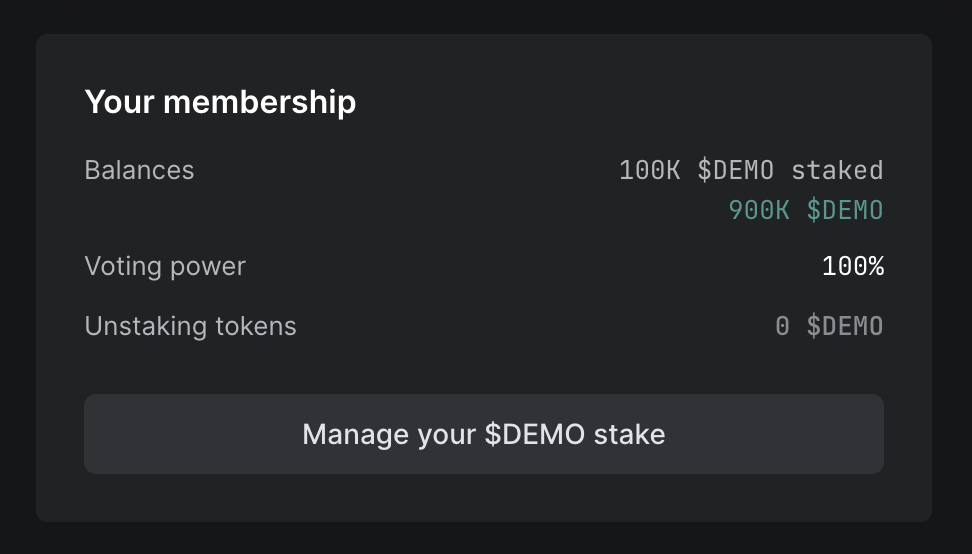 Your membership
Balances 100K $DEMO staked
900K $DEMO
Voting power 100%
Unstaking tokens 0 $DEMO
Manage your $DEMO stake